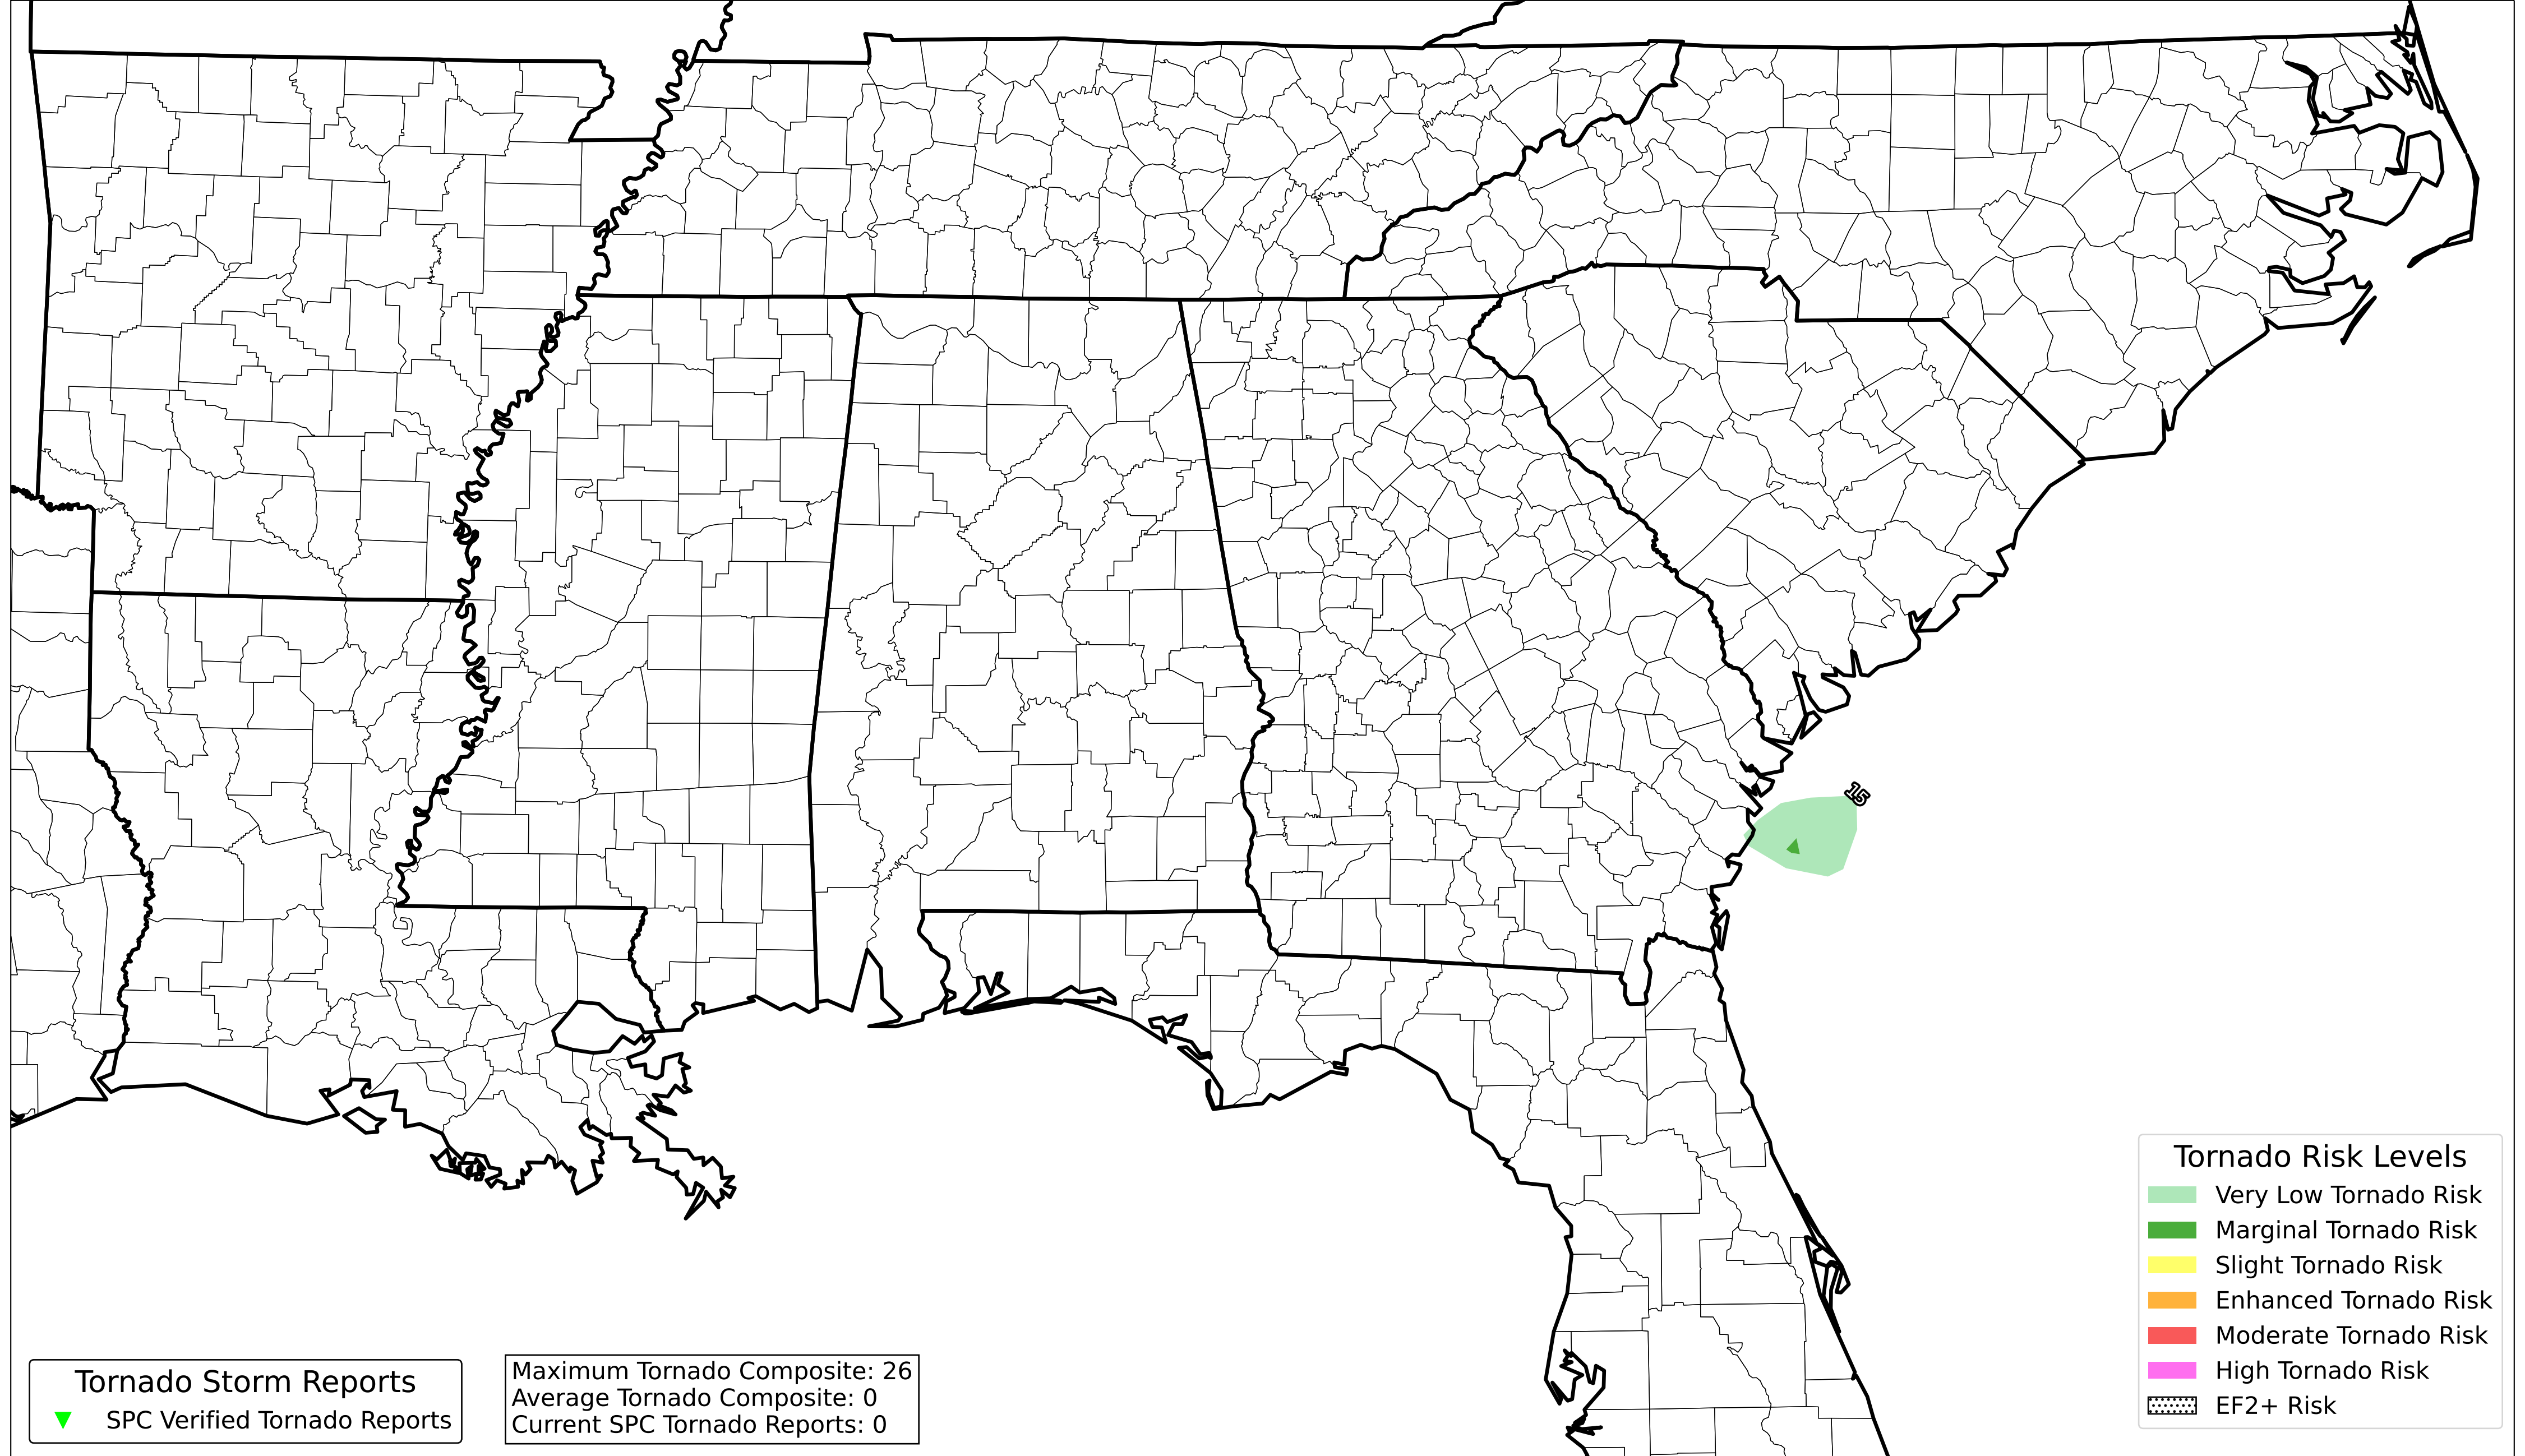 15
Tornado Risk Levels
Very Low Tornado Risk
Marginal Tornado Risk
Slight Tornado Risk
Enhanced Tornado Risk
Moderate Tornado Risk
High Tornado Risk
EF2+ Risk
Tornado Storm Reports
SPC Verified Tornado Reports
Maximum Tornado Composite: 26
Average Tornado Composite: 0
Current SPC Tornado Reports: 0